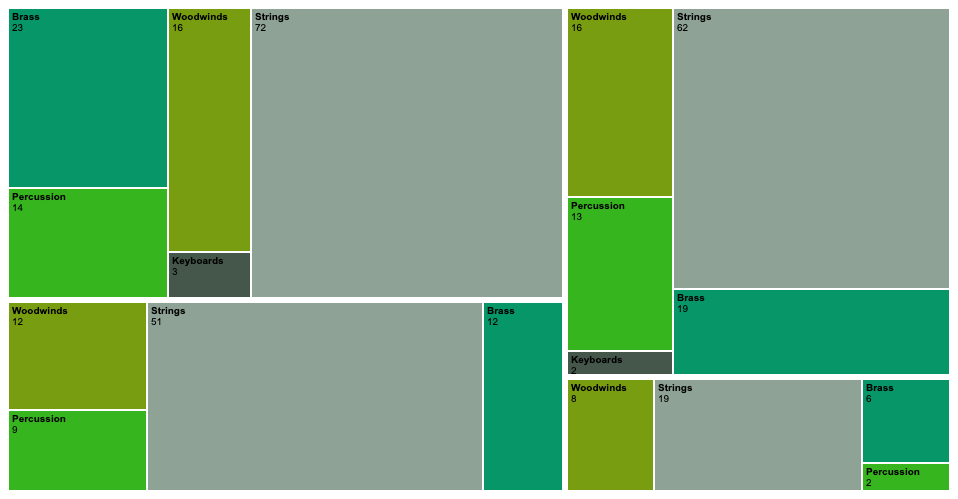 Brass
23
Percussion
14
Woodwinds
16
Keyboards
3
Strings
72
Woodwinds
12
Percussion
9
Strings
51
Brass
12
Woodwinds
16
Percussion
13
Keyboards
2
Strings
62
Brass
19
Woodwinds
8
Strings
19
Brass
6
Percussion
2